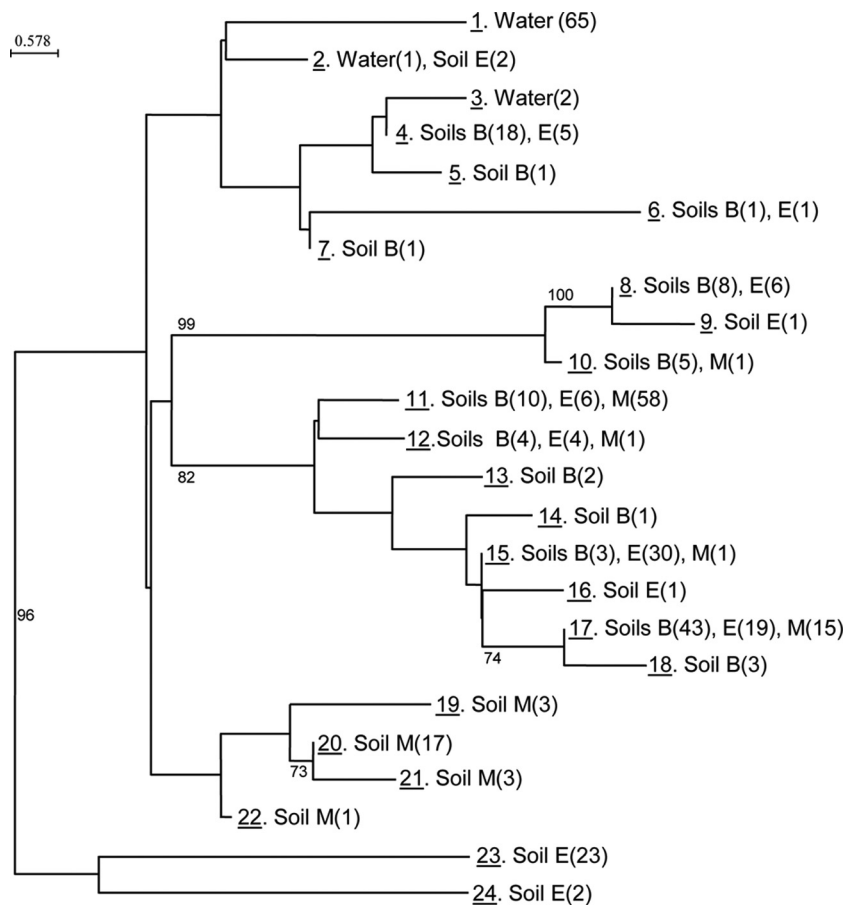 1. Water (65)
0.578
2. Water(1), Soil E(2)
3. Water(2)
4. Soils B(18), E(5)
5. Soil B(1)
6. Soils B(1), E(1)
7. Soil B(1)
8. Soils B(8), E(6)
100
9. Soil E(1)
99
10. Soils B(5), M(1)
11. Soils B(10), E(6), M(58)
12.Soils B(4), E(4), M(1)
82
13. Soil B(2)
14. Soil B(1)
15. Soils B(3), E(30), M(1)
16. Soil E(1)
96
17. Soils B(43), E(19), M(15)
74
18. Soil B(3)
19. Soil M(3)
20. Soil M(17)
73
21. Soil M(3)
22. Soil M(1)
23. Soil E(23)
24. Soil E(2)